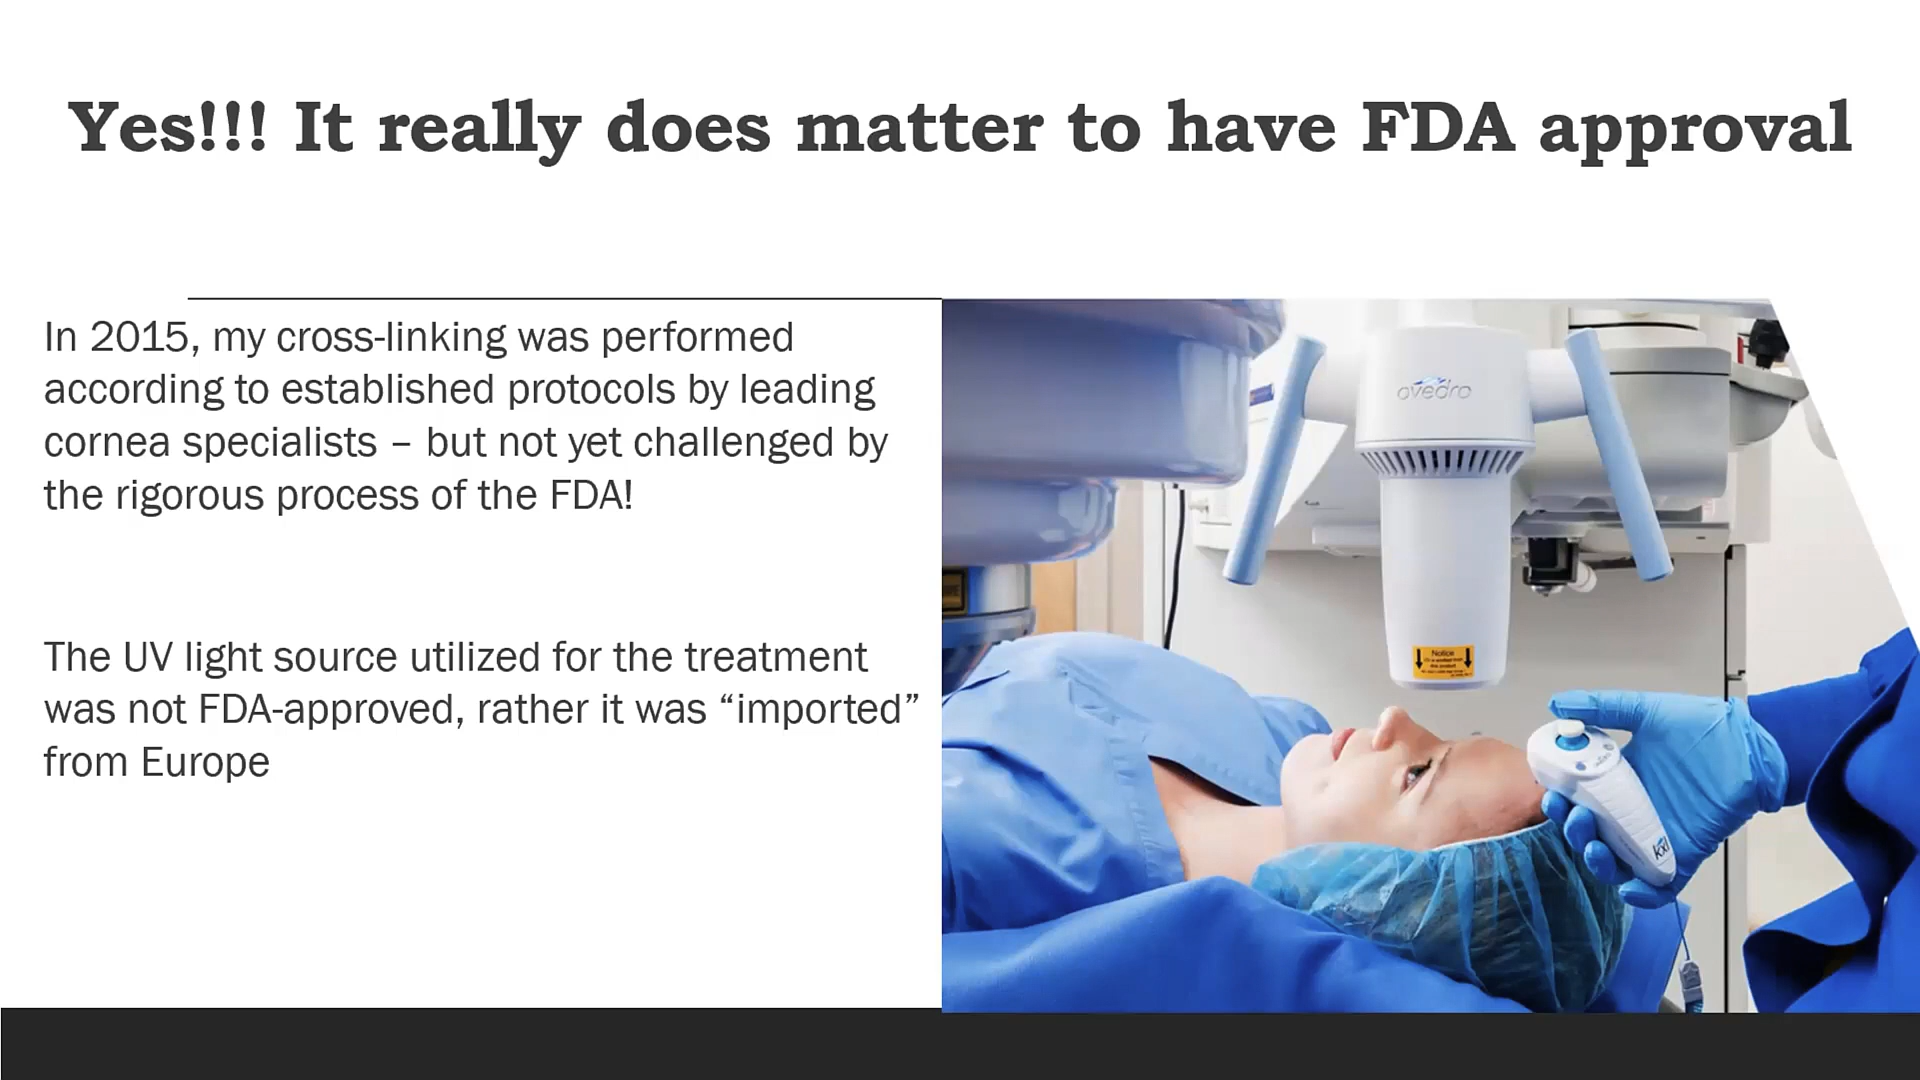 Yes!!! It really does matter to have FDA approval
In 2015, my cross-linking was performed
according to established protocols by leading
cornea specialists – but not yet challenged by
the rigorous process of the FDA!
The UV light source utilized for the treatment
was not FDA-approved, rather it was “imported”
from Europe
avedro
Notice
kxl